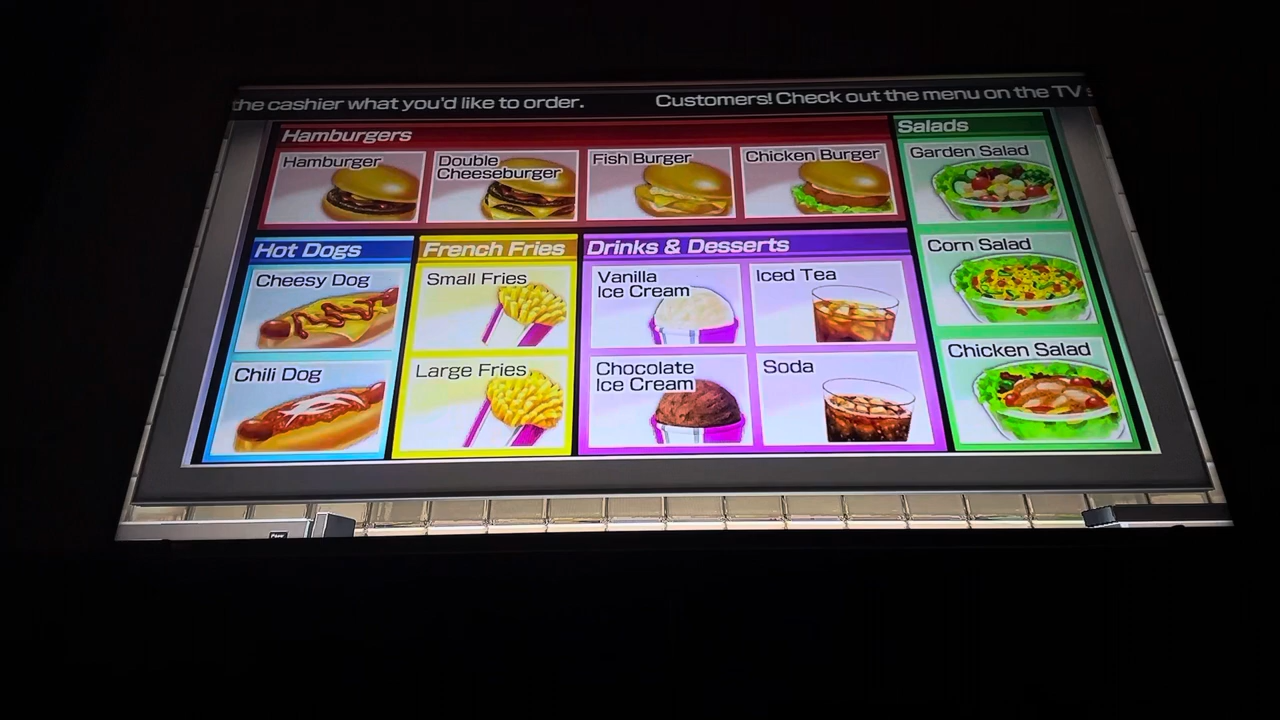 the cashier what you'd like to order.
Customers! Check out the menu on the TV
Hamburgers
Hamburger
Double
Cheeseburger
Fish Burger
Chicken Burger
Salads
Garden Salad
Corn Salad
Chicken Salad
Hot Dogs
Cheesy Dog
Chili Dog
French Fries
Small Fries
Large Fries
Drinks & Desserts
Vanilla
Ice Cream
Iced Tea
Chocolate
Ice Cream
Soda